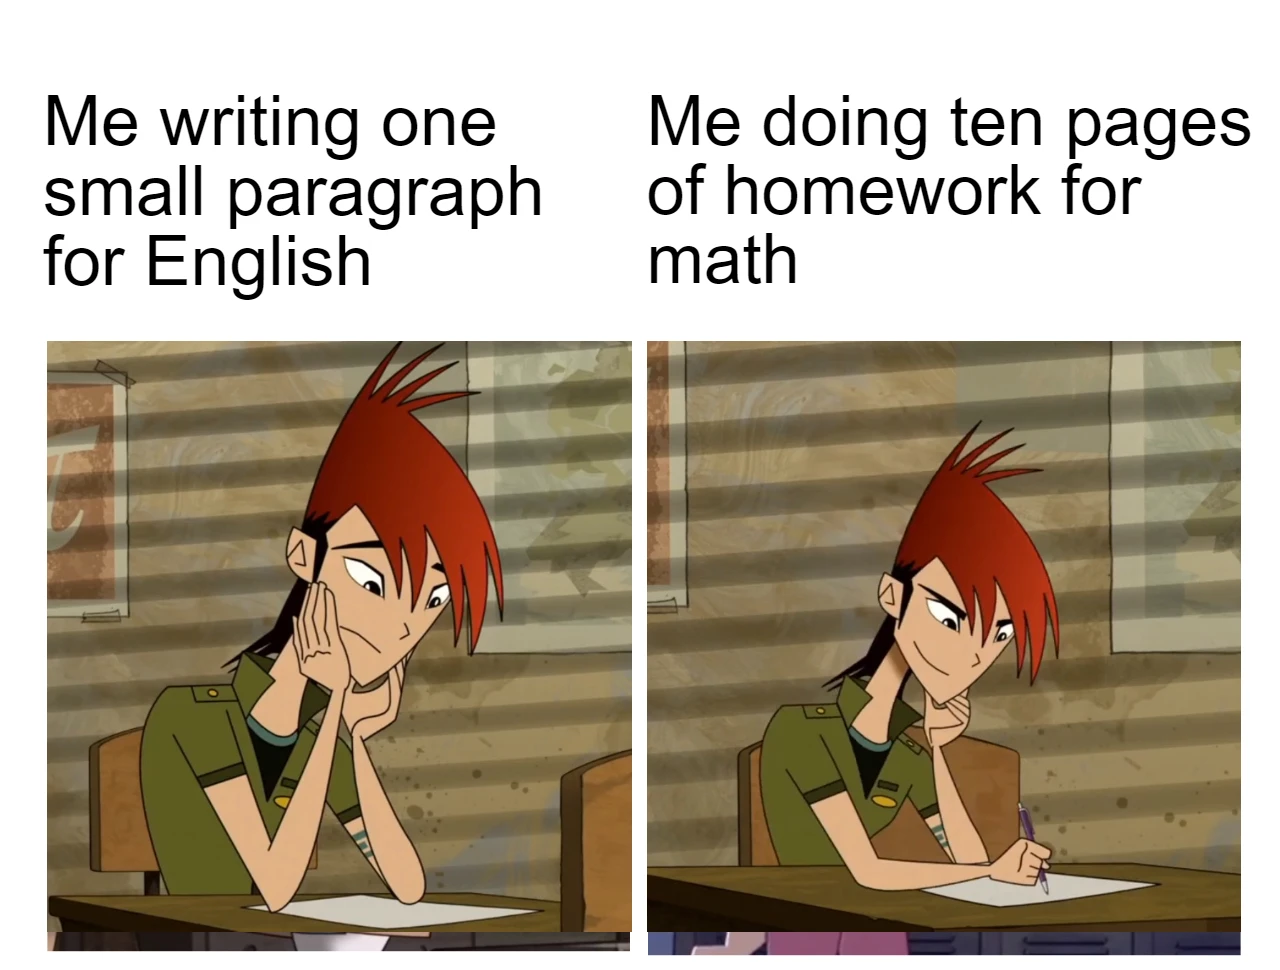 Me writing one
small paragraph
for English
Me doing ten pages
of homework for
math